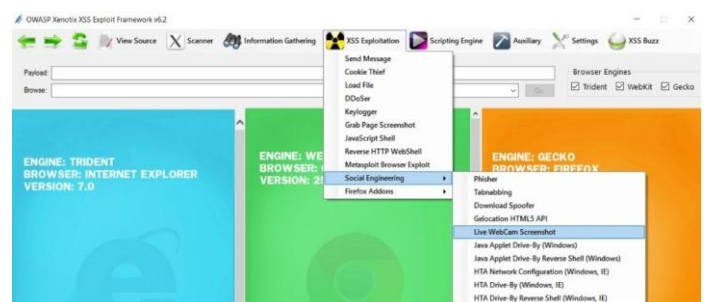 OWASP Xenotix XSS Exploit Framework v6.2
View Source Scanner Information Gathering XSS Exploitation Scripting Engine Auxiliary Settings XSS Buzz
Payload:
Browse: Go
Browser Engines
Trident WebKit Gecko
Send Message
Cookie Thief
Load File
DDoSer
Keylogger
Grab Page Screenshot
JavaScript Shell
Reverse HTTP WebShell
Metasploit Browser Exploit
Social Engineering
Firefox Addons
Phisher
Tabnabbing
Download Spoofer
Gelocation HTML5 API
Live WebCam Screenshot
Java Applet Drive-By (Windows)
Java Applet Drive-By Reverse Shell (Windows)
HTA Network Configuration (Windows, IE)
HTA Drive-By (Windows, IE)
HTA Drive-By Reverse Shell (Windows, IE)
ENGINE: TRIDENT
BROWSER: INTERNET EXPLORER
VERSION: 7.0
ENGINE: WE
BROWSER:
VERSION: 2
ENGINE: GECKO
BROWSER: FIREFOX